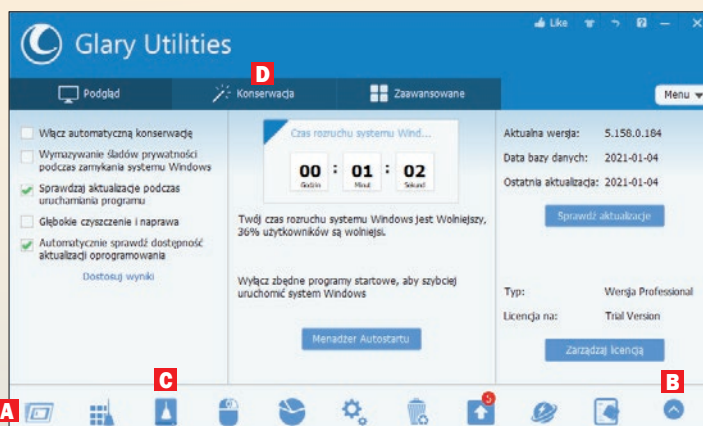 Like
Glary Utilities
D
Podgląd
Konserwacja
Zaawansowane
Menu
Włącz automatyczną konserwację
Wymazywanie śladów prywatności
podczas zamykania systemu Windows
Sprawdzaj aktualizacje podczas
uruchamiania programu
Głębokie czyszczenie i naprawa
Automatycznie sprawdź dostępność
aktualizacji oprogramowania
Dostosuj wyniki
Czas rozruchu systemu Wind...
00 : 01 : 02
Godzin Minut Sekund
Twój czas rozruchu systemu Windows jest Wolniejszy,
36% użytkowników są wolniejsi.
Wyłącz zbędne programy startowe, aby szybciej
uruchomić system Windows
Menadżer Autostartu
Aktualna wersja: 5.158.0.184
Data bazy danych: 2021-01-04
Ostatnia aktualizacja: 2021-01-04
Sprawdź aktualizacje
Typ: Wersja Professional
Licencja na: Trial Version
Zarządzaj licencją
C
B
A
5